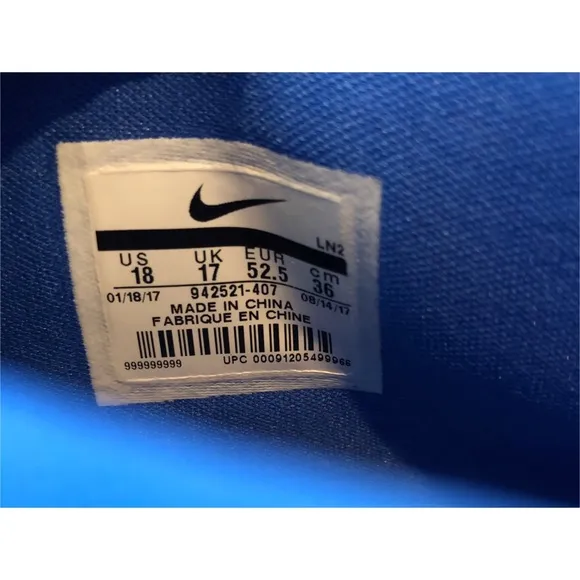 LN2
US UK EUR cm
18 17 52.5 36
01/18/17 942521-407 08/14/17
MADE IN CHINA
FABRIQUE EN CHINE
999999999 UPC 00091205499966